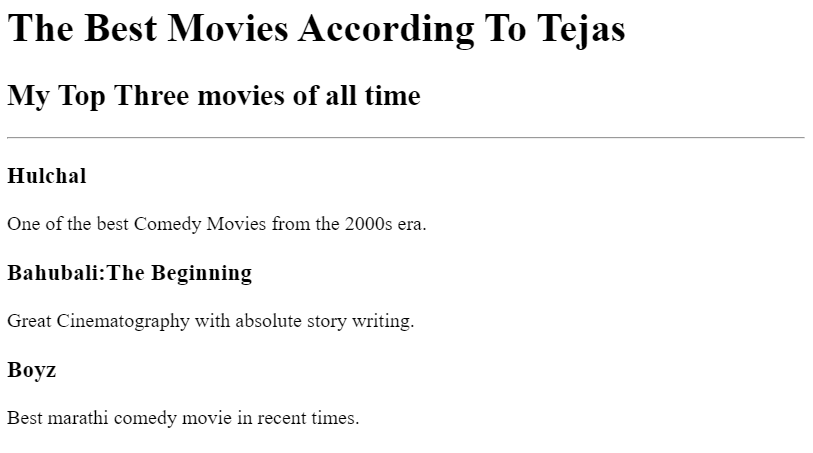 The Best Movies According To Tejas
My Top Three movies of all time
Hulchal
One of the best Comedy Movies from the 2000s era.
Bahubali:The Beginning
Great Cinematography with absolute story writing.
Boyz
Best marathi comedy movie in recent times.